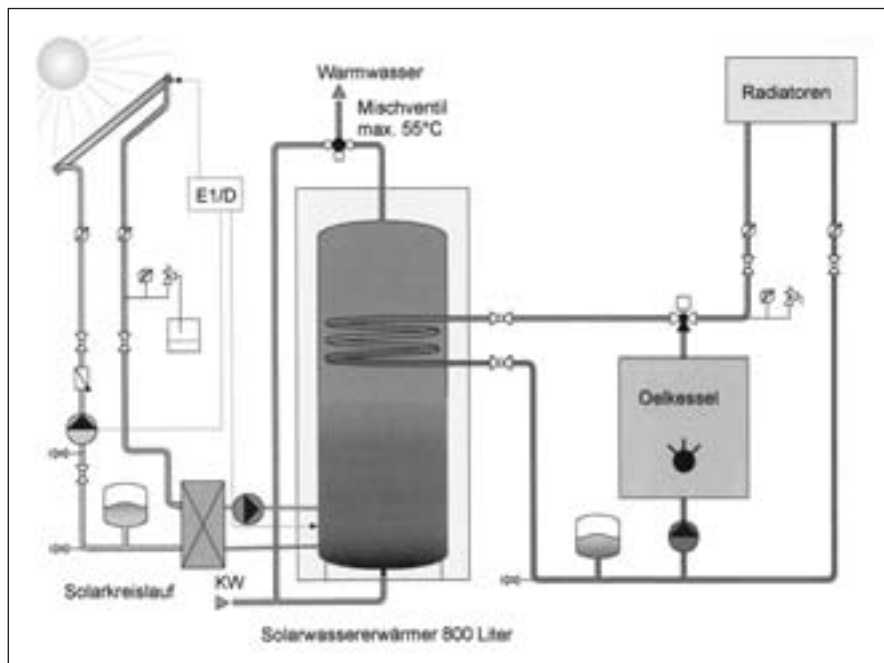 Warmwasser
Mischventil
max. 55°C
Radiatoren
E1/D
Oelkessel
Solarkreislauf
KW
Solarwassererwärmer 800 Liter